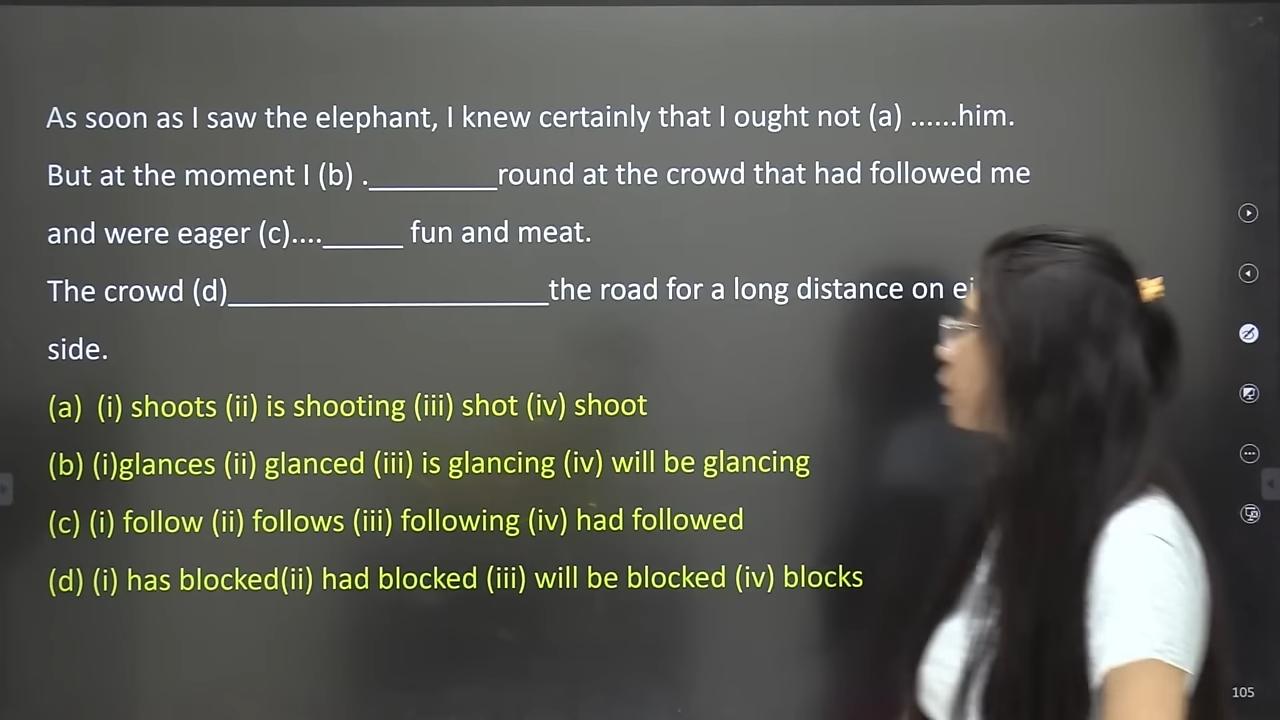 As soon as I saw the elephant, I knew certainly that I ought not (a) ......him.
But at the moment I (b) .________round at the crowd that had followed me
and were eager (c)...._____ fun and meat.
The crowd (d)____________________the road for a long distance on
side.
(a) (i) shoots (ii) is shooting (iii) shot (iv) shoot
(b) (i)glances (ii) glanced (iii) is glancing (iv) will be glancing
(c) (i) follow (ii) follows (iii) following (iv) had followed
(d) (i) has blocked(ii) had blocked (iii) will be blocked (iv) blocks
105